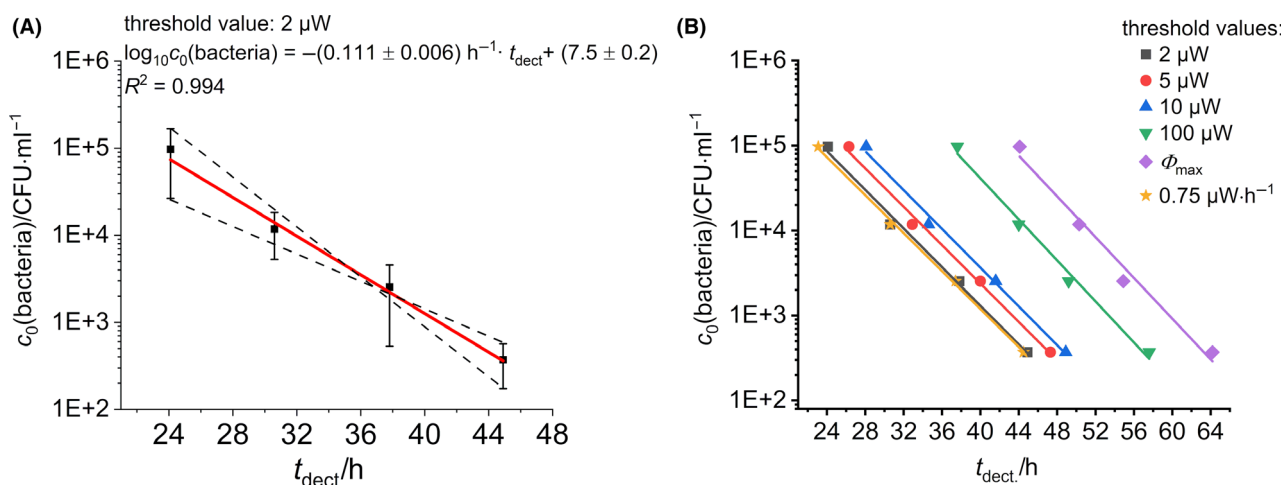 (A)
threshold value: 2 µW
log₁₀c₀(bacteria) = –(0.111 ± 0.006) h⁻¹· t_dect + (7.5 ± 0.2)
R² = 0.994
c₀(bacteria)/CFU·ml⁻¹
1E+6
1E+5
1E+4
1E+3
1E+2
24 28 32 36 40 44 48
t_dect/h
(B)
threshold values:
2 µW
5 µW
10 µW
100 µW
Φ_max
0.75 µW·h⁻¹
c₀(bacteria)/CFU·ml⁻¹
1E+6
1E+5
1E+4
1E+3
1E+2
24 28 32 36 40 44 48 52 56 60 64
t_dect./h